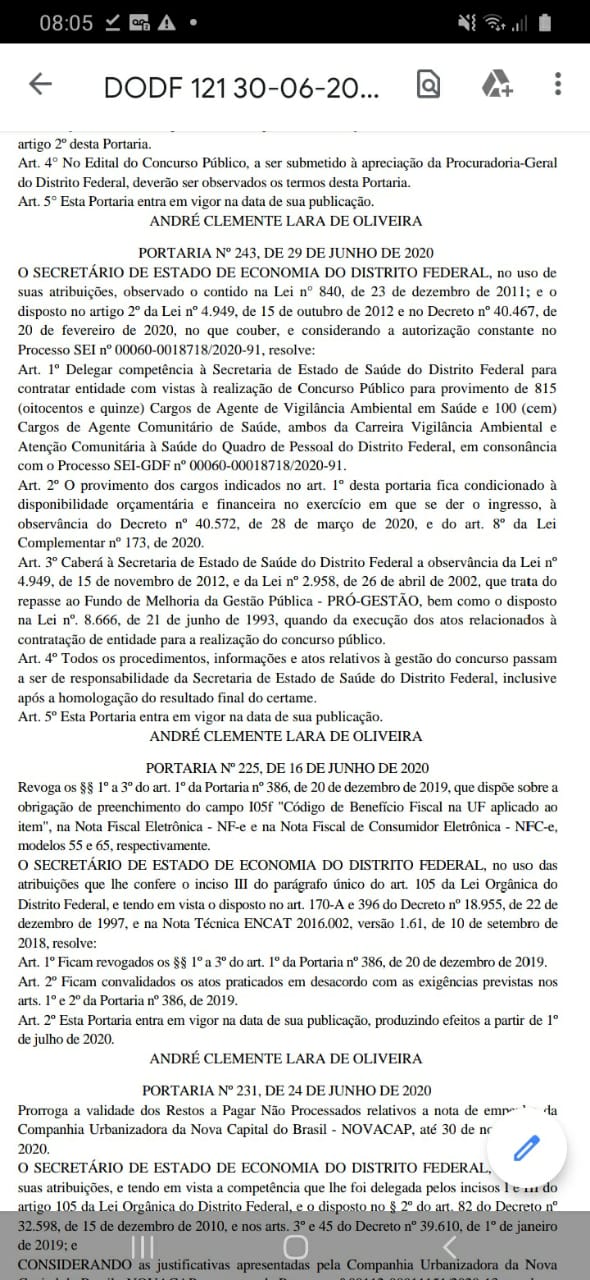 08:05
DODF 121 30-06-20...
artigo 2º desta Portaria.
Art. 4° No Edital do Concurso Público, a ser submetido à apreciação da Procuradoria-Geral
do Distrito Federal, deverão ser observados os termos desta Portaria.
Art. 5° Esta Portaria entra em vigor na data de sua publicação.
ANDRÉ CLEMENTE LARA DE OLIVEIRA
PORTARIA Nº 243, DE 29 DE JUNHO DE 2020
O SECRETÁRIO DE ESTADO DE ECONOMIA DO DISTRITO FEDERAL, no uso de
suas atribuições, observado o contido na Lei n° 840, de 23 de dezembro de 2011; e o
disposto no artigo 2º da Lei nº 4.949, de 15 de outubro de 2012 e no Decreto nº 40.467, de
20 de fevereiro de 2020, no que couber, e considerando a autorização constante no
Processo SEI nº 00060-0018718/2020-91, resolve:
Art. 1º Delegar competência à Secretaria de Estado de Saúde do Distrito Federal para
contratar entidade com vistas à realização de Concurso Público para provimento de 815
(oitocentos e quinze) Cargos de Agente de Vigilância Ambiental em Saúde e 100 (cem)
Cargos de Agente Comunitário de Saúde, ambos da Carreira Vigilância Ambiental e
Atenção Comunitária à Saúde do Quadro de Pessoal do Distrito Federal, em consonância
com o Processo SEI-GDF nº 00060-00018718/2020-91.
Art. 2º O provimento dos cargos indicados no art. 1º desta portaria fica condicionado à
disponibilidade orçamentária e financeira no exercício em que se der o ingresso, à
observância do Decreto nº 40.572, de 28 de março de 2020, e do art. 8º da Lei
Complementar nº 173, de 2020.
Art. 3º Caberá à Secretaria de Estado de Saúde do Distrito Federal a observância da Lei nº
4.949, de 15 de novembro de 2012, e da Lei nº 2.958, de 26 de abril de 2002, que trata do
repasse ao Fundo de Melhoria da Gestão Pública - PRÓ-GESTÃO, bem como o disposto
na Lei nº. 8.666, de 21 de junho de 1993, quando da execução dos atos relacionados à
contratação de entidade para a realização do concurso público.
Art. 4º Todos os procedimentos, informações e atos relativos à gestão do concurso passam
a ser de responsabilidade da Secretaria de Estado de Saúde do Distrito Federal, inclusive
após a homologação do resultado final do certame.
Art. 5º Esta Portaria entra em vigor na data de sua publicação.
ANDRÉ CLEMENTE LARA DE OLIVEIRA
PORTARIA Nº 225, DE 16 DE JUNHO DE 2020
Revoga os §§ 1º a 3º do art. 1º da Portaria nº 386, de 20 de dezembro de 2019, que dispõe sobre a
obrigação de preenchimento do campo I05f "Código de Benefício Fiscal na UF aplicado ao
item", na Nota Fiscal Eletrônica - NF-e e na Nota Fiscal de Consumidor Eletrônica - NFC-e,
modelos 55 e 65, respectivamente.
O SECRETÁRIO DE ESTADO DE ECONOMIA DO DISTRITO FEDERAL, no uso das
atribuições que lhe confere o inciso III do parágrafo único do art. 105 da Lei Orgânica do
Distrito Federal, e tendo em vista o disposto no art. 170-A e 396 do Decreto nº 18.955, de 22 de
dezembro de 1997, e na Nota Técnica ENCAT 2016.002, versão 1.61, de 10 de setembro de
2018, resolve:
Art. 1º Ficam revogados os §§ 1º a 3º do art. 1º da Portaria nº 386, de 20 de dezembro de 2019.
Art. 2º Ficam convalidados os atos praticados em desacordo com as exigências previstas nos
arts. 1º e 2º da Portaria nº 386, de 2019.
Art. 2º Esta Portaria entra em vigor na data de sua publicação, produzindo efeitos a partir de 1º
de julho de 2020.
ANDRÉ CLEMENTE LARA DE OLIVEIRA
PORTARIA Nº 231, DE 24 DE JUNHO DE 2020
Prorroga a validade dos Restos a Pagar Não Processados relativos a nota de da
Companhia Urbanizadora da Nova Capital do Brasil - NOVACAP, até 30 de
2020.
O SECRETÁRIO DE ESTADO DE ECONOMIA DO DISTRITO FEDERAL,
suas atribuições, e tendo em vista a competência que lhe foi delegada pelos incisos I e III do
artigo 105 da Lei Orgânica do Distrito Federal, e o disposto no § 2º do art. 82 do Decreto nº
32.598, de 15 de dezembro de 2010, e nos arts. 3º e 45 do Decreto nº 39.610, de 1º de janeiro
de 2019; e
CONSIDERANDO as justificativas apresentadas pela Companhia Urbanizadora da Nova